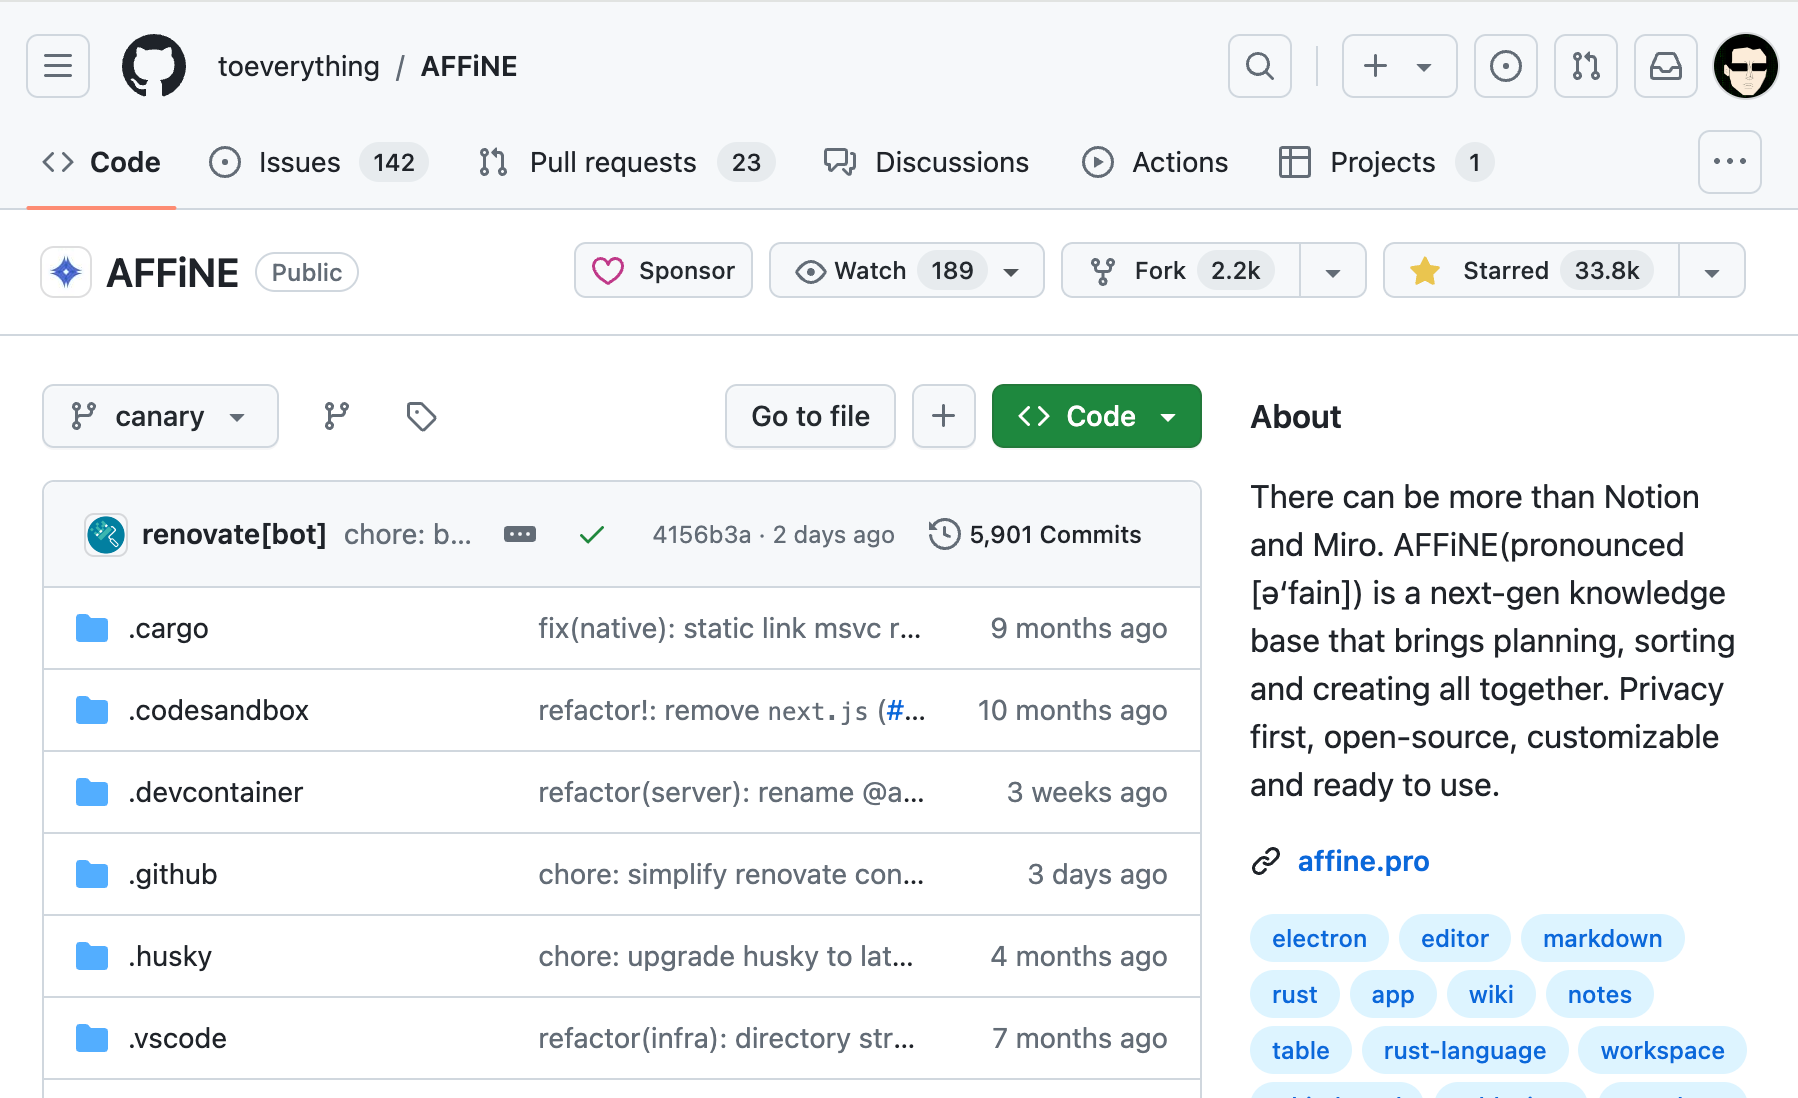 toeverything / AFFiNE
Code Issues 142 Pull requests 23 Discussions Actions Projects 1
AFFiNE Public Sponsor Watch 189 Fork 2.2k Starred 33.8k
canary Go to file Code
renovate[bot] chore: b... 4156b3a · 2 days ago 5,901 Commits
.cargo fix(native): static link msvc r... 9 months ago
.codesandbox refactor!: remove next.js (#... 10 months ago
.devcontainer refactor(server): rename @a... 3 weeks ago
.github chore: simplify renovate con... 3 days ago
.husky chore: upgrade husky to lat... 4 months ago
.vscode refactor(infra): directory str... 7 months ago
About
There can be more than Notion
and Miro. AFFiNE(pronounced
[ə‘fain]) is a next-gen knowledge
base that brings planning, sorting
and creating all together. Privacy
first, open-source, customizable
and ready to use.
affine.pro
electron editor markdown
rust app wiki notes
table rust-language workspace